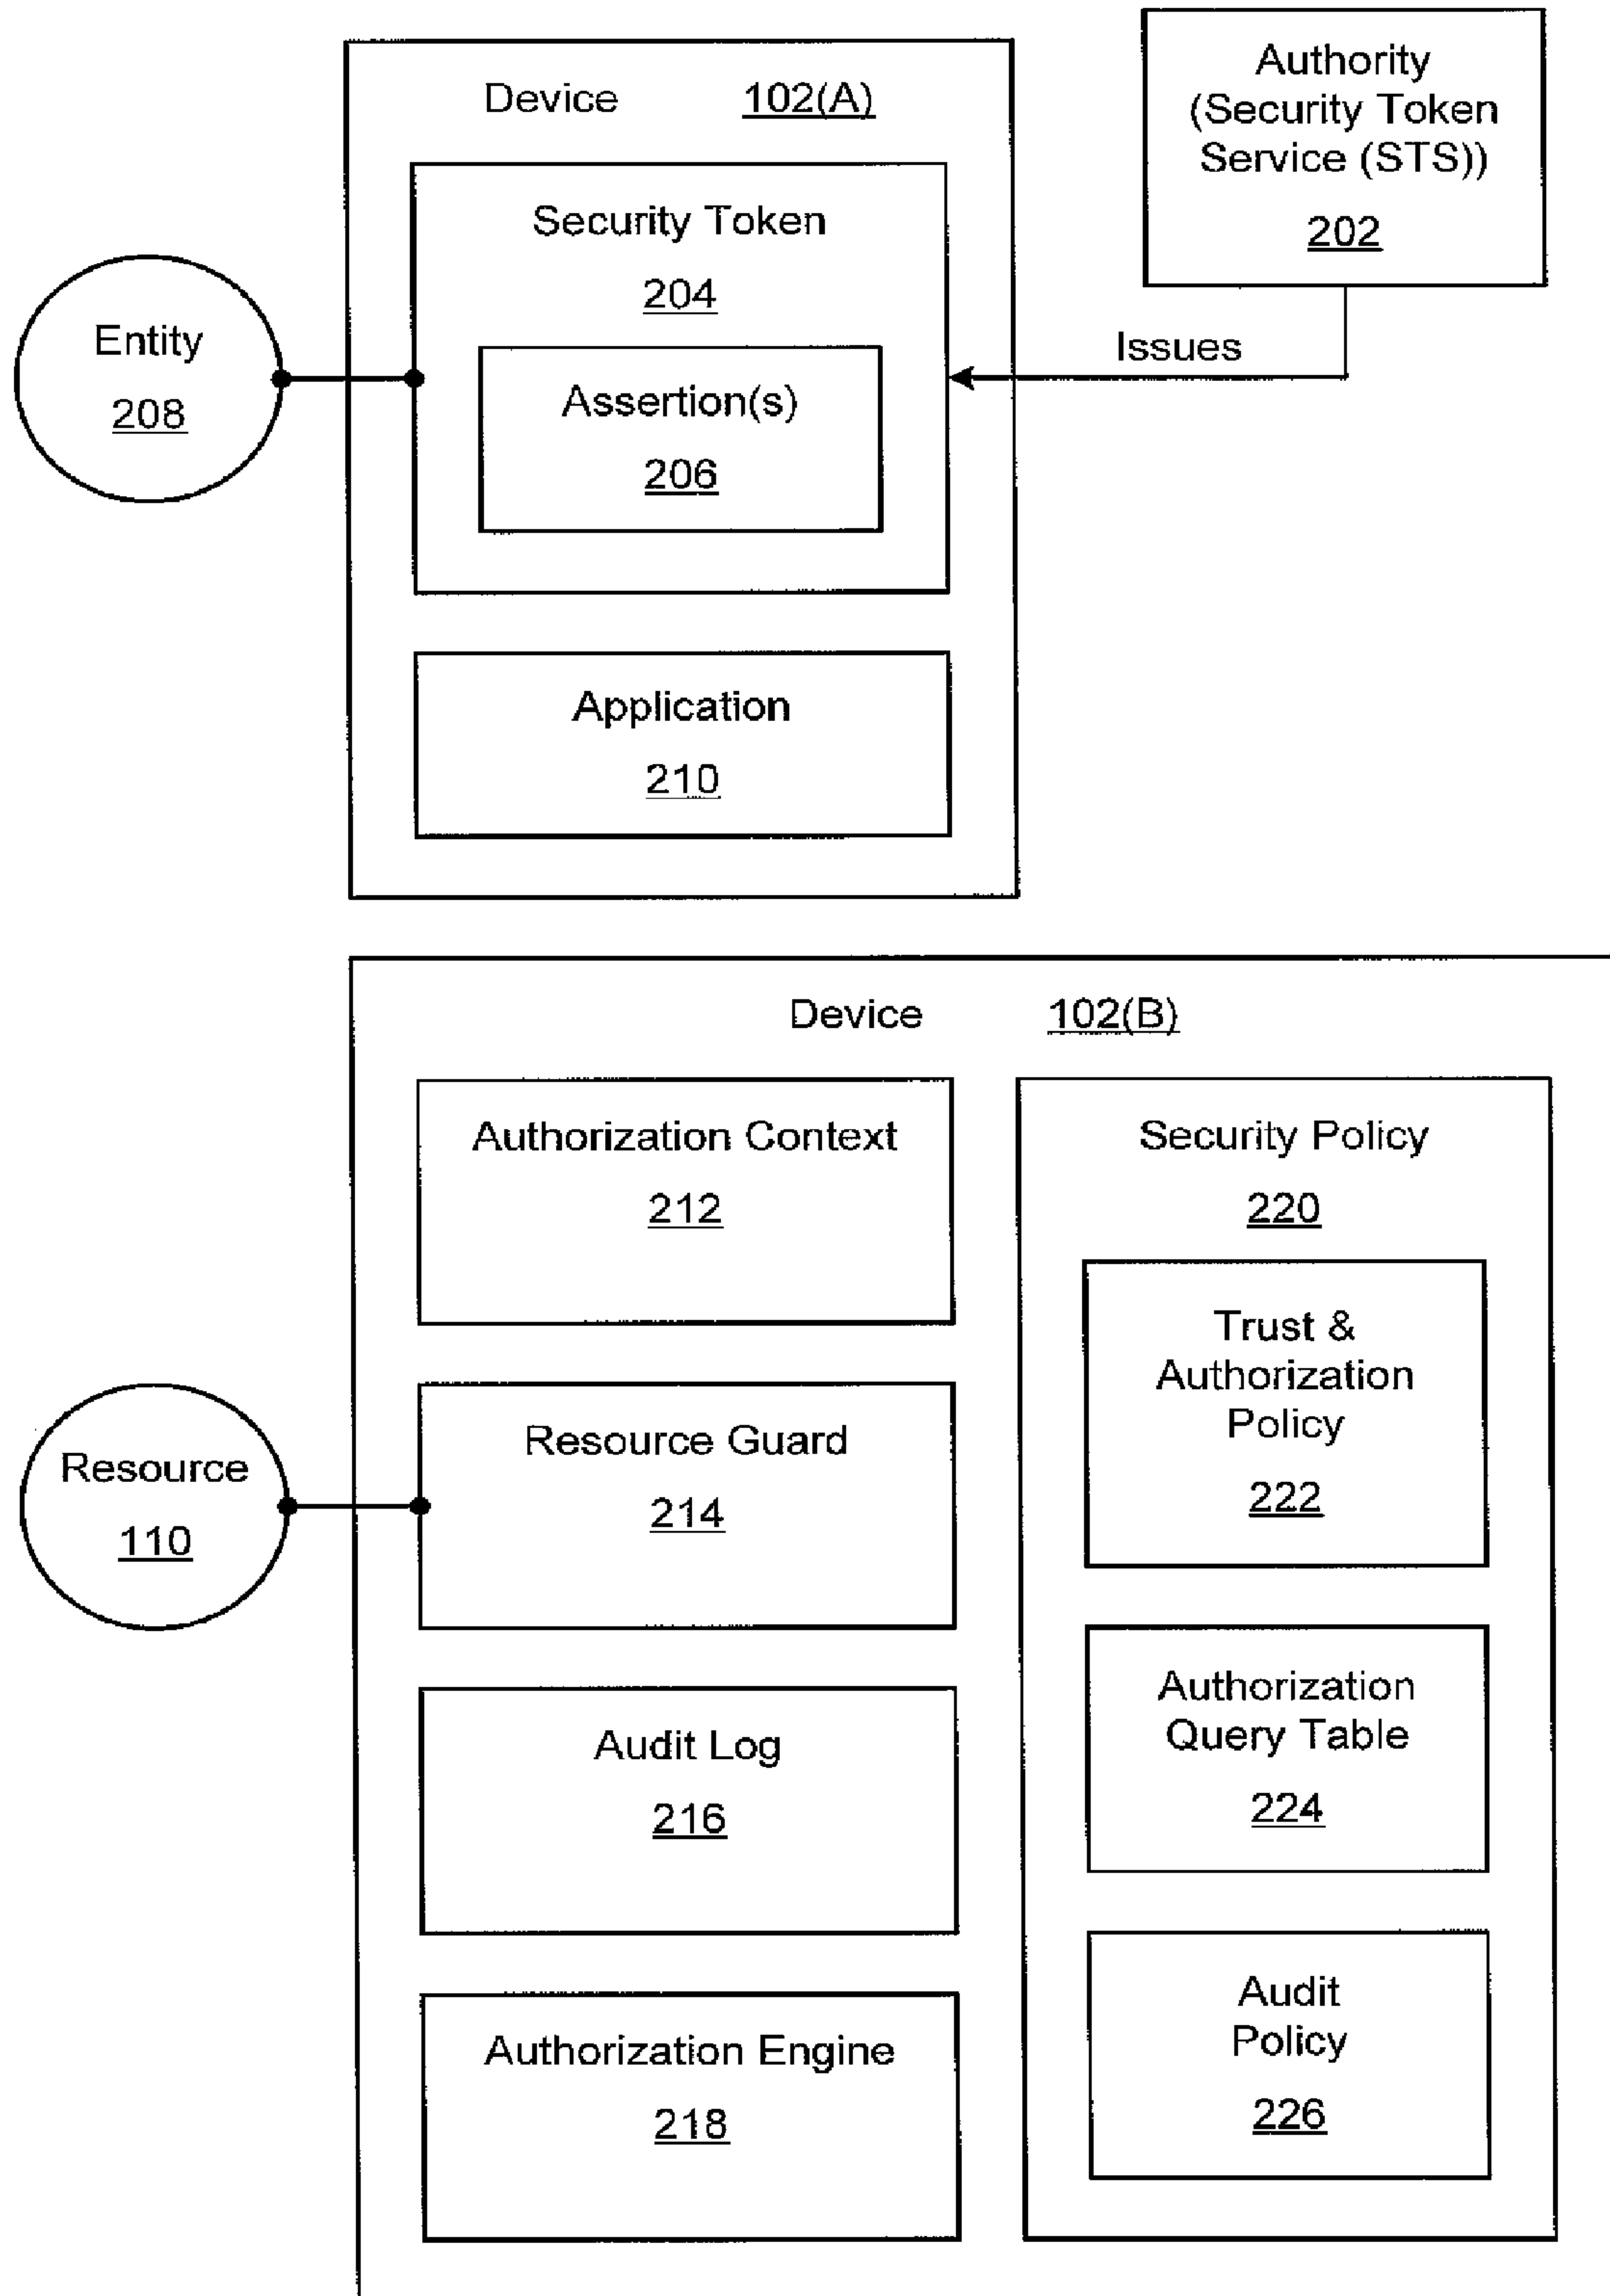 Device 102(A)
Authority
(Security Token
Service (STS))
202
Security Token
204
Issues
Entity
208
Assertion(s)
206
Application
210
Device 102(B)
Authorization Context
212
Security Policy
220
Trust &
Authorization
Policy
222
Resource Guard
214
Resource
110
Authorization
Query Table
224
Audit Log
216
Audit
Policy
226
Authorization Engine
218